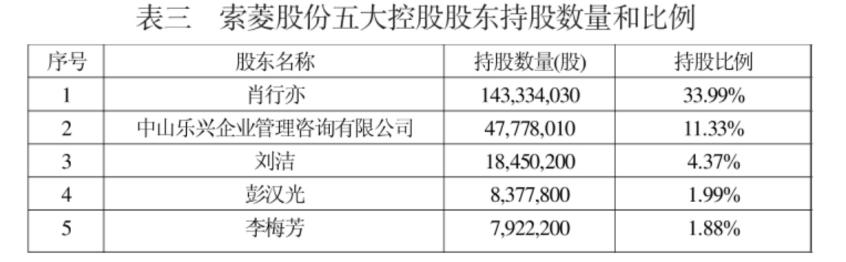 表三 索菱股份五大控股股东持股数量和比例
序号 股东名称 持股数量(股) 持股比例
1 肖行亦 143,334,030 33.99%
2 中山乐兴企业管理咨询有限公司 47,778,010 11.33%
3 刘洁 18,450,200 4.37%
4 彭汉光 8,377,800 1.99%
5 李梅芳 7,922,200 1.88%